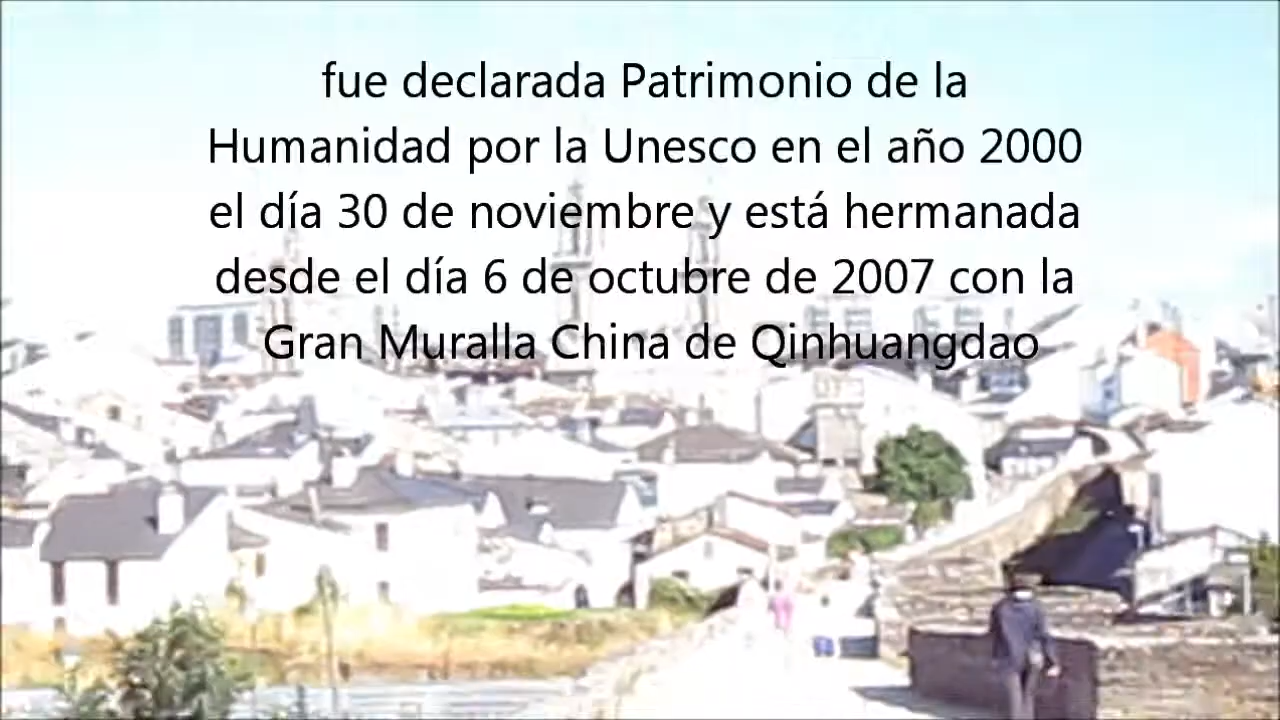 fue declarada Patrimonio de la
Humanidad por la Unesco en el año 2000
el día 30 de noviembre y está hermanada
desde el día 6 de octubre de 2007 con la
Gran Muralla China de Qinhuangdao